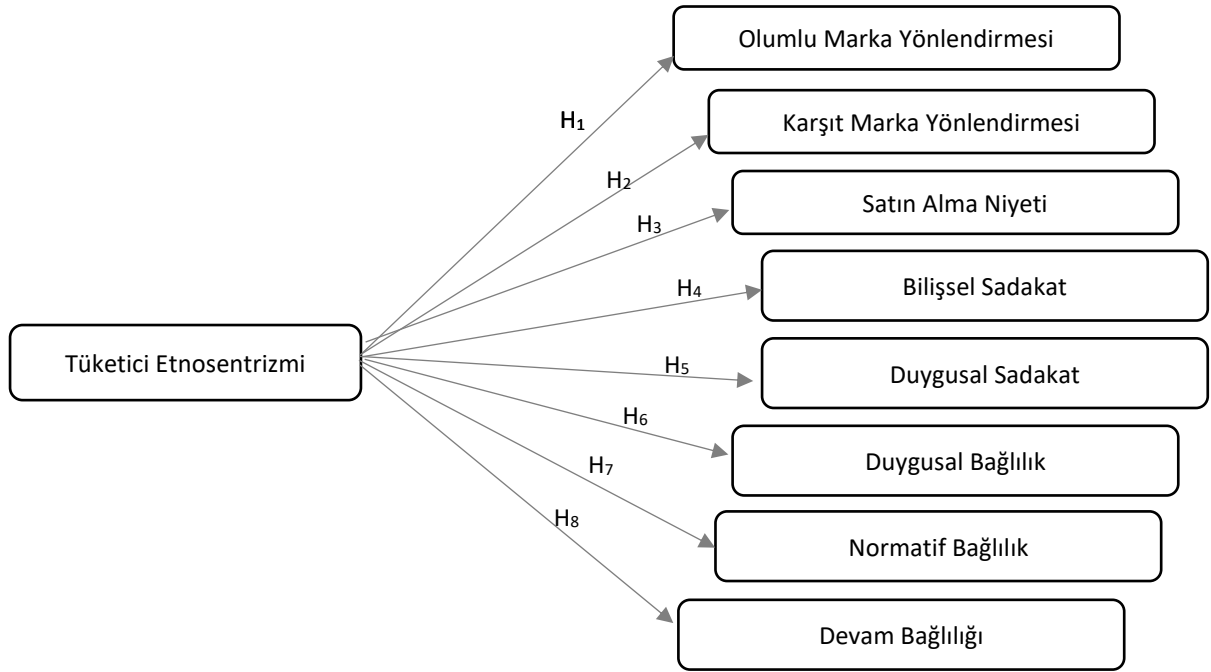 Olumlu Marka Yönlendirmesi
H₁
Karşıt Marka Yönlendirmesi
H₂
Satın Alma Niyeti
H₃
Bilişsel Sadakat
H₄
Tüketici Etnosentrizmi
Duygusal Sadakat
H₅
Duygusal Bağlılık
H₆
Normatif Bağlılık
H₇
Devam Bağlılığı
H₈